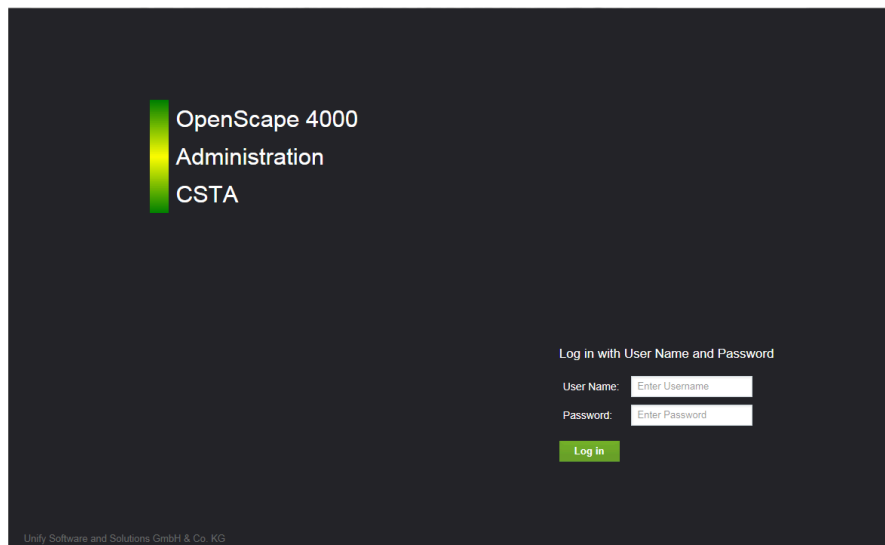 OpenScape 4000
Administration
CSTA
Log in with User Name and Password
User Name: Enter Username
Password: Enter Password
Log in
Unify Software and Solutions GmbH & Co. KG